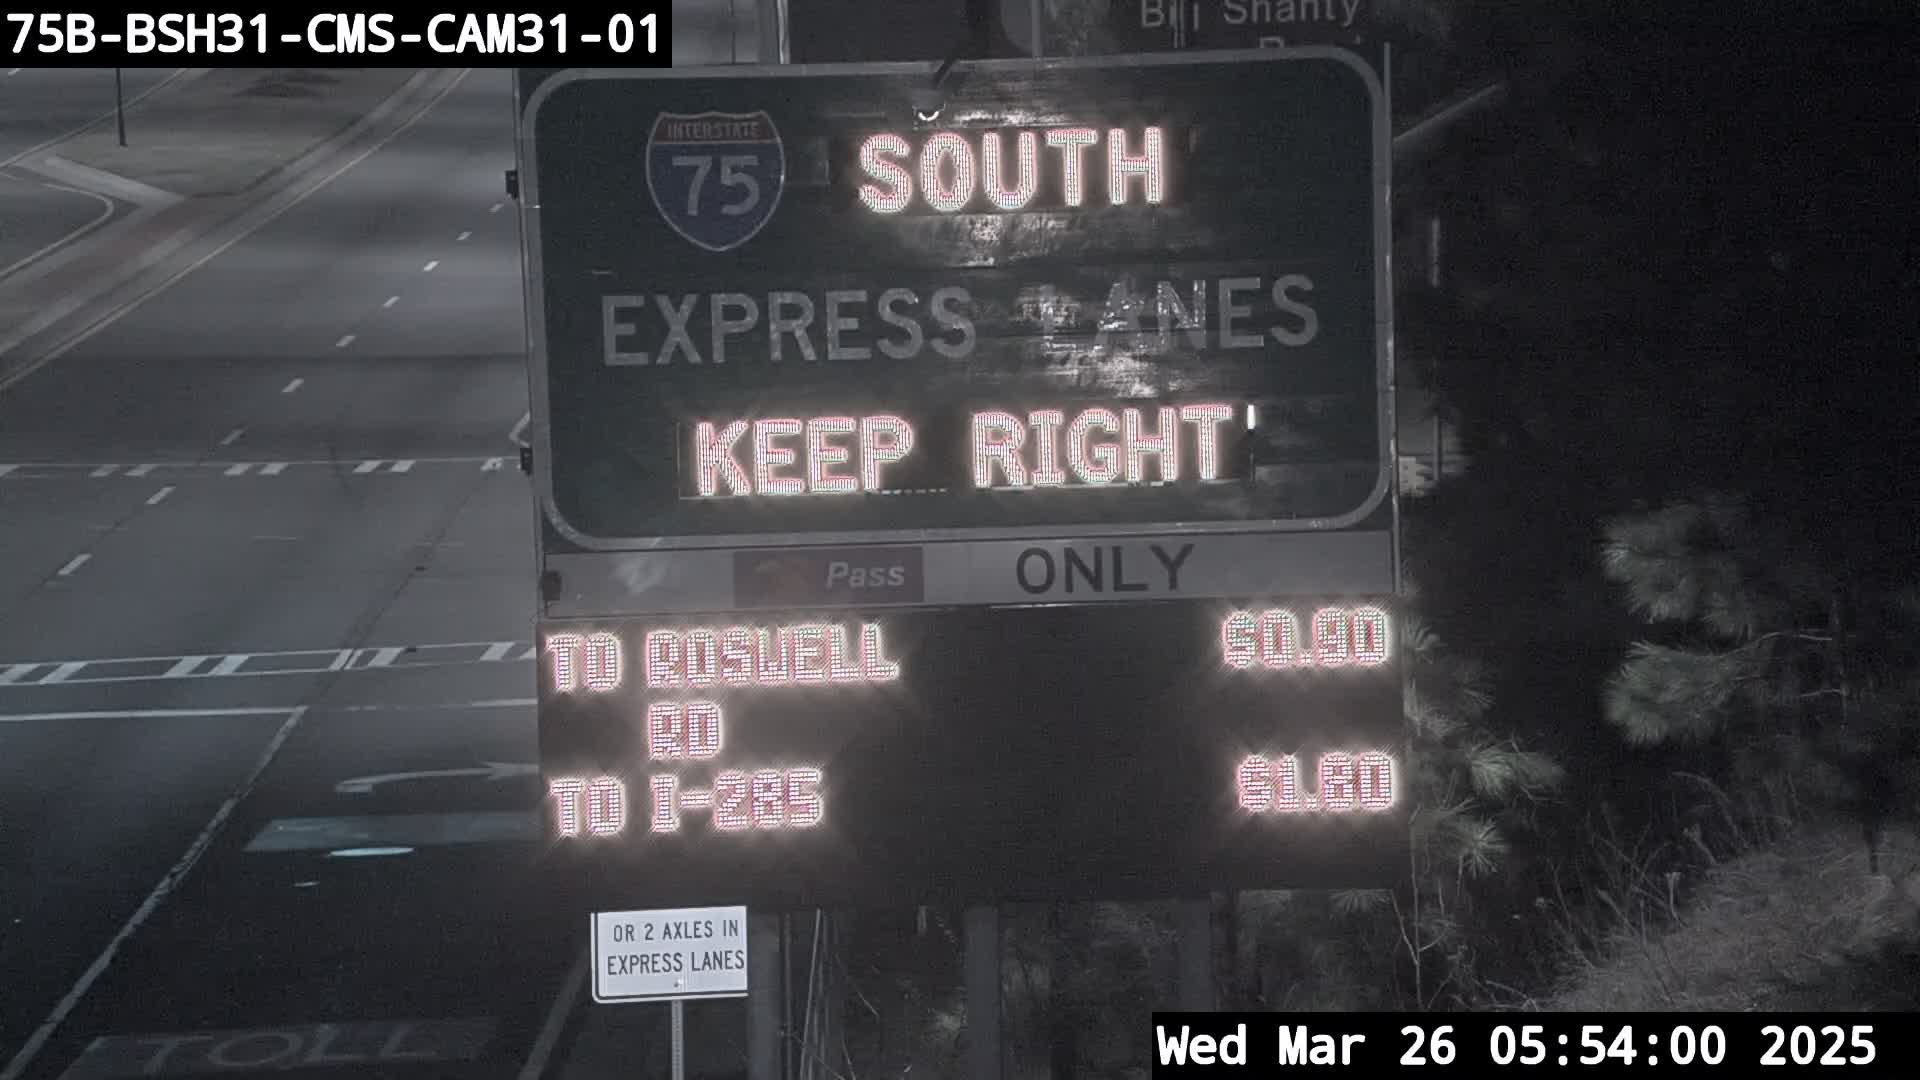 75B-BSH31-CMS-CAM31-01
Shanty
INTERSTATE
75
SOUTH
EXPRESS LANES
KEEP RIGHT
Pass ONLY
TO ROSWELL $0.90
RD
TO I-285 $1.80
OR 2 AXLES IN
EXPRESS LANES
TOLL
Wed Mar 26 05:54:00 2025